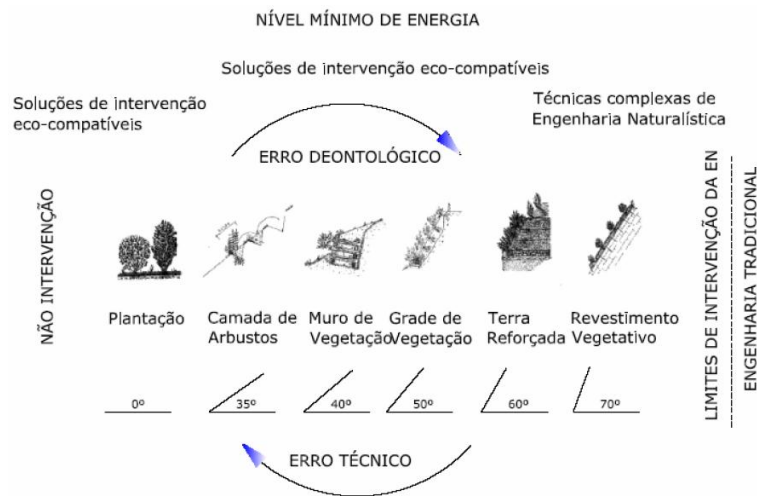 NÍVEL MÍNIMO DE ENERGIA
Soluções de intervenção eco-compatíveis
Soluções de intervenção
eco-compatíveis
Técnicas complexas de
Engenharia Naturalística
ERRO DEONTOLÓGICO
NÃO INTERVENÇÃO
Plantação
Camada de
Arbustos
Muro de
Vegetação
Grade de
Vegetação
Terra
Reforçada
Revestimento
Vegetativo
LIMITES DE INTERVENÇÃO DA EN
ENGENHARIA TRADICIONAL
0º
35º
40º
50º
60º
70º
ERRO TÉCNICO